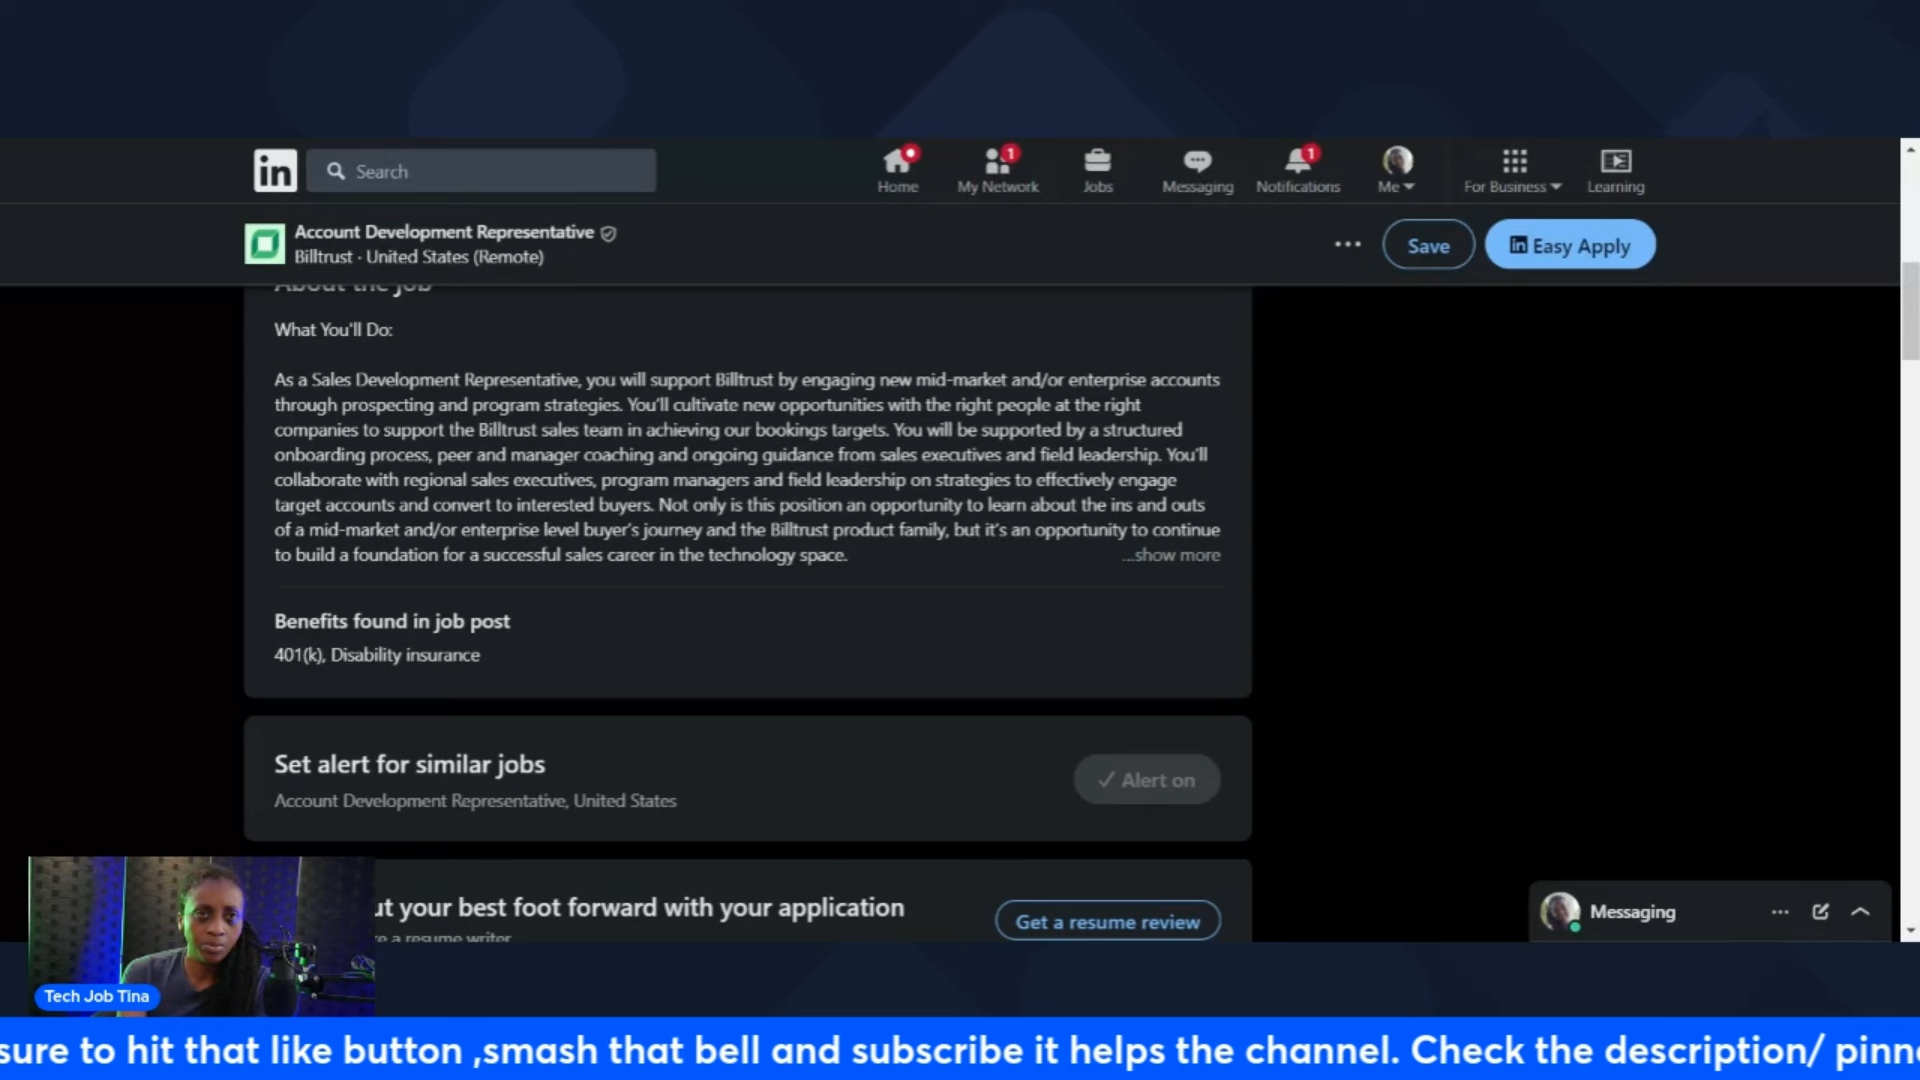 in
Search
Home
1
My Network
Jobs
Messaging
1
Notifications
Me
For Business
Learning
Account Development Representative
Billtrust · United States (Remote)
Save
in Easy Apply
About the job
What You'll Do:
As a Sales Development Representative, you will support Billtrust by engaging new mid-market and/or enterprise accounts
through prospecting and program strategies. You'll cultivate new opportunities with the right people at the right
companies to support the Billtrust sales team in achieving our bookings targets. You will be supported by a structured
onboarding process, peer and manager coaching and ongoing guidance from sales executives and field leadership. You'll
collaborate with regional sales executives, program managers and field leadership on strategies to effectively engage
target accounts and convert to interested buyers. Not only is this position an opportunity to learn about the ins and outs
of a mid-market and/or enterprise level buyer's journey and the Billtrust product family, but it's an opportunity to continue
to build a foundation for a successful sales career in the technology space.
...show more
Benefits found in job post
401(k), Disability insurance
Set alert for similar jobs
Account Development Representative, United States
Alert on
ut your best foot forward with your application
re a resume writer
Get a resume review
Messaging
Tech Job Tina
sure to hit that like button ,smash that bell and subscribe it helps the channel. Check the description/ pinn